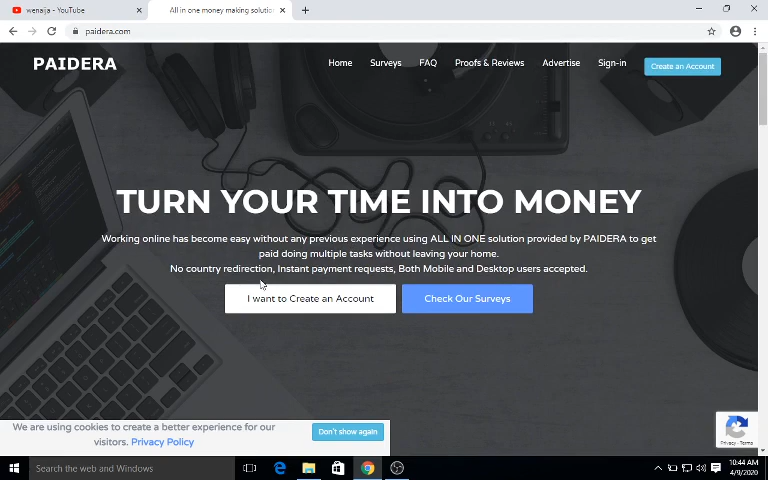 wenaija - YouTube
All in one money making solutio
paidera.com
PAIDERA
Home
Surveys
FAQ
Proofs & Reviews
Advertise
Sign-in
Create an Account
TURN YOUR TIME INTO MONEY
Working online has become easy without any previous experience using ALL IN ONE solution provided by PAIDERA to get
paid doing multiple tasks without leaving your home.
No country redirection, Instant payment requests, Both Mobile and Desktop users accepted.
I want to Create an Account
Check Our Surveys
We are using cookies to create a better experience for our
visitors. Privacy Policy
Don't show again
Privacy - Terms
Search the web and Windows
10:44 AM
4/9/2020